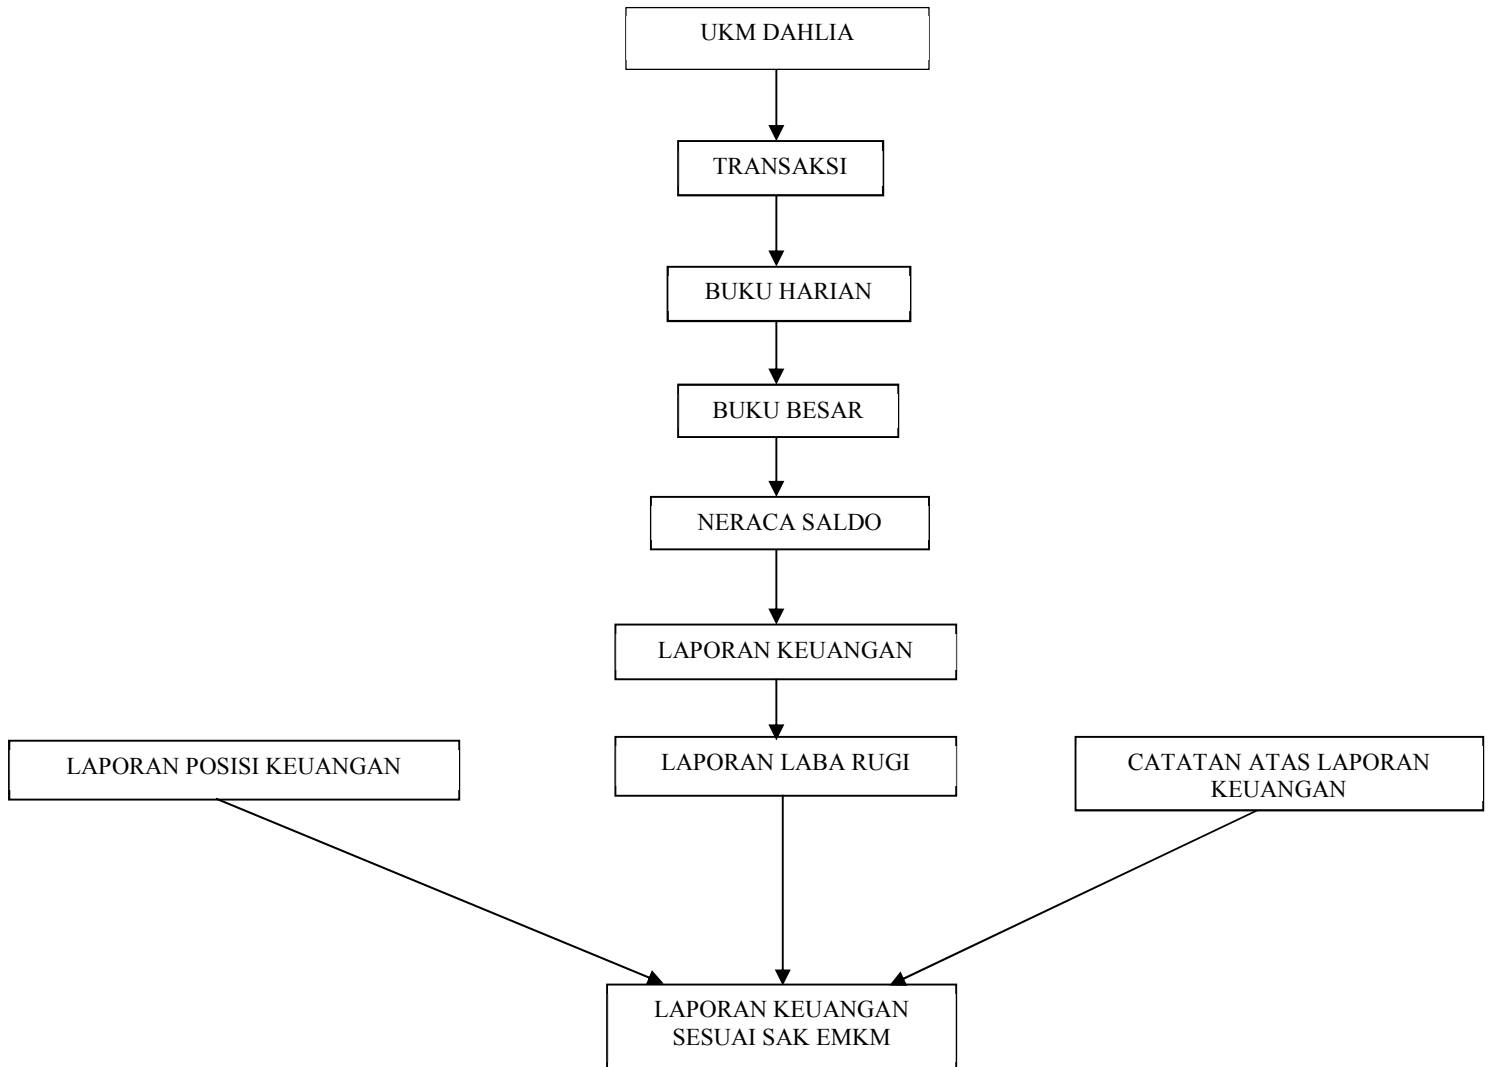 UKM DAHLIA
TRANSAKSI
BUKU HARIAN
BUKU BESAR
NERACA SALDO
LAPORAN KEUANGAN
LAPORAN POSISI KEUANGAN
LAPORAN LABA RUGI
CATATAN ATAS LAPORAN
KEUANGAN
LAPORAN KEUANGAN
SESUAI SAK EMKM